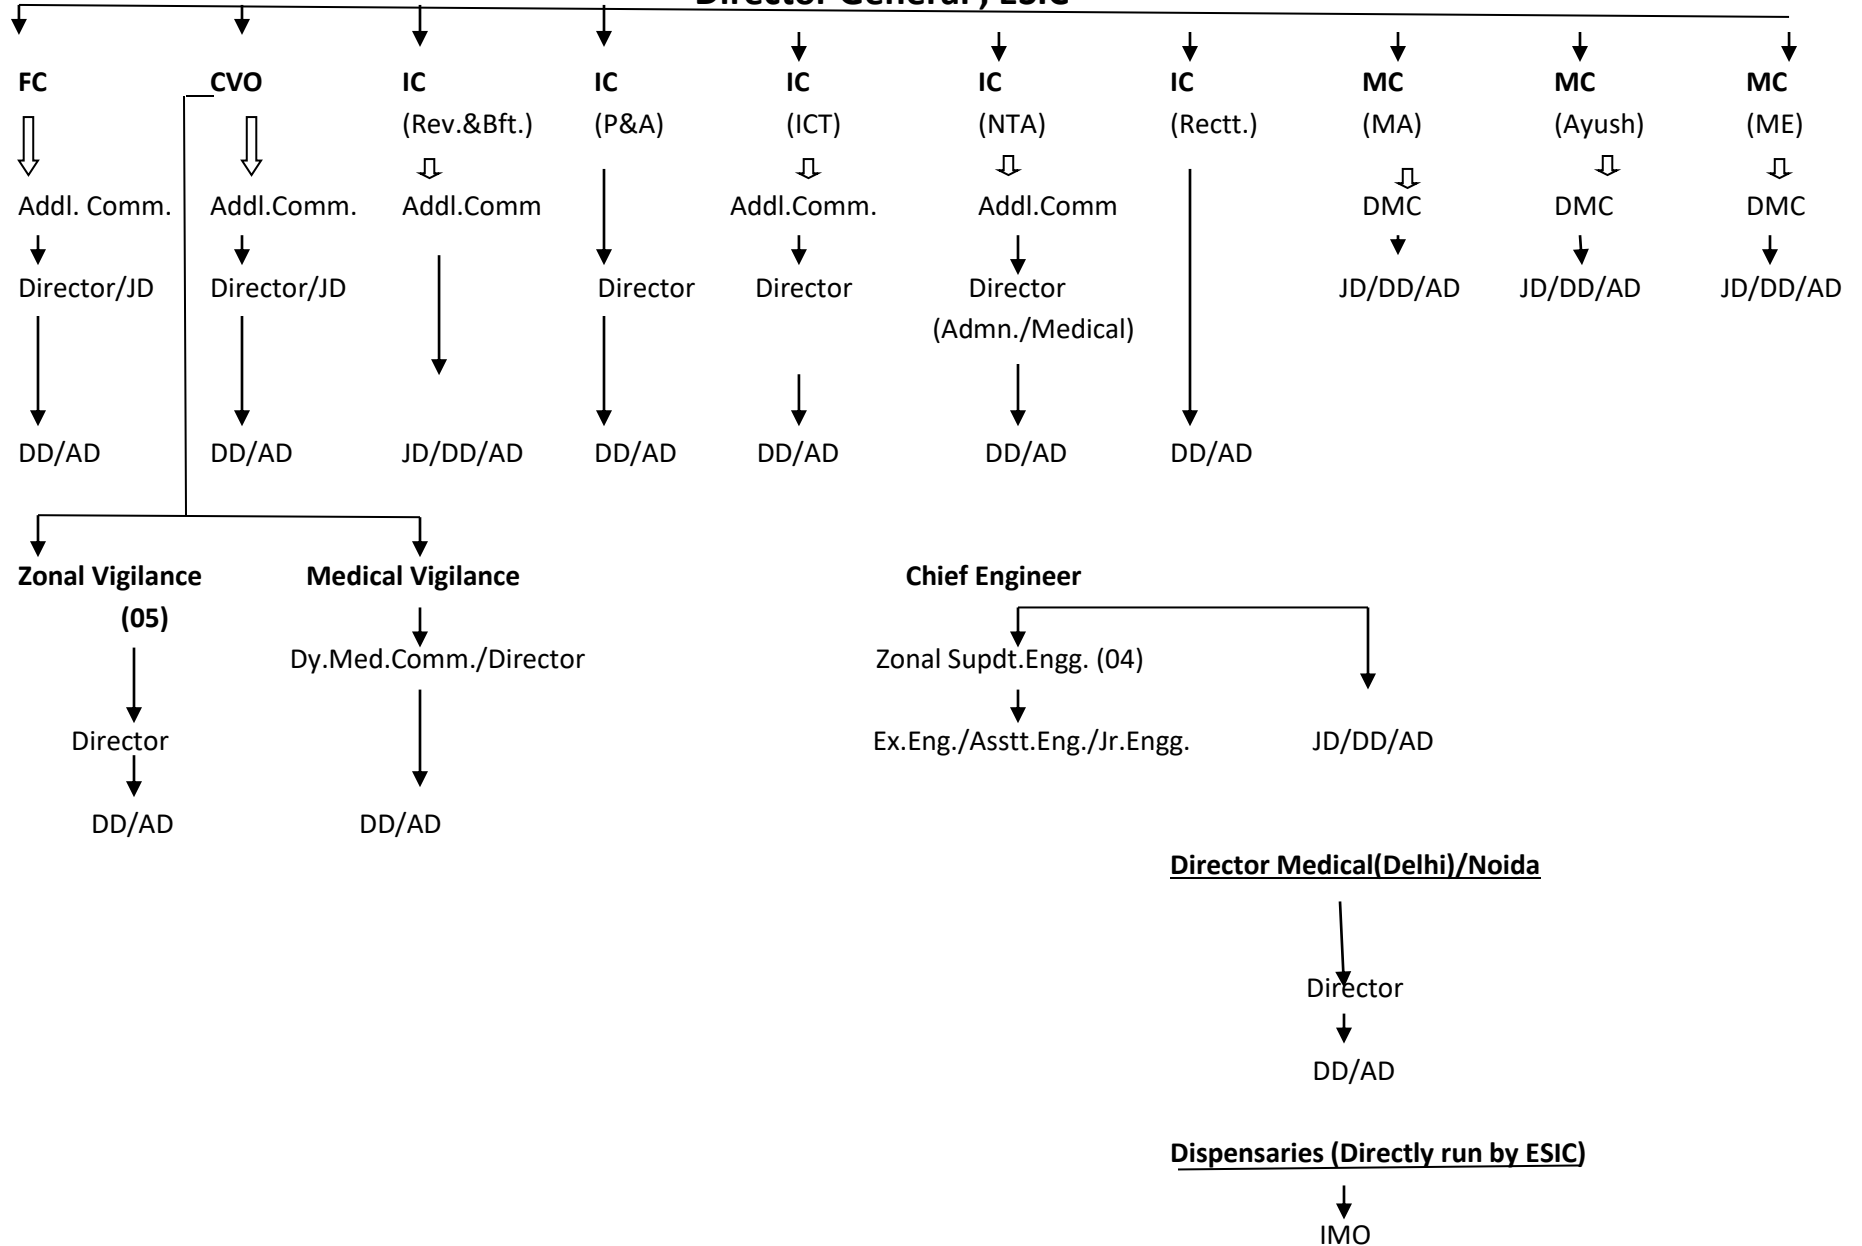 Director General , ESIC
FC CVO IC IC IC IC IC MC MC MC
(Rev.&Bft.) (P&A) (ICT) (NTA) (Rectt.) (MA) (Ayush) (ME)
Addl. Comm. Addl.Comm. Addl.Comm Addl.Comm. Addl.Comm DMC DMC DMC
Director/JD Director/JD Director Director Director JD/DD/AD JD/DD/AD JD/DD/AD
(Admn./Medical)
DD/AD DD/AD JD/DD/AD DD/AD DD/AD DD/AD DD/AD
Zonal Vigilance Medical Vigilance Chief Engineer
(05)
Dy.Med.Comm./Director Zonal Supdt.Engg. (04)
Director Ex.Eng./Asstt.Eng./Jr.Engg. JD/DD/AD
DD/AD DD/AD
Director Medical(Delhi)/Noida
Director
DD/AD
Dispensaries (Directly run by ESIC)
IMO